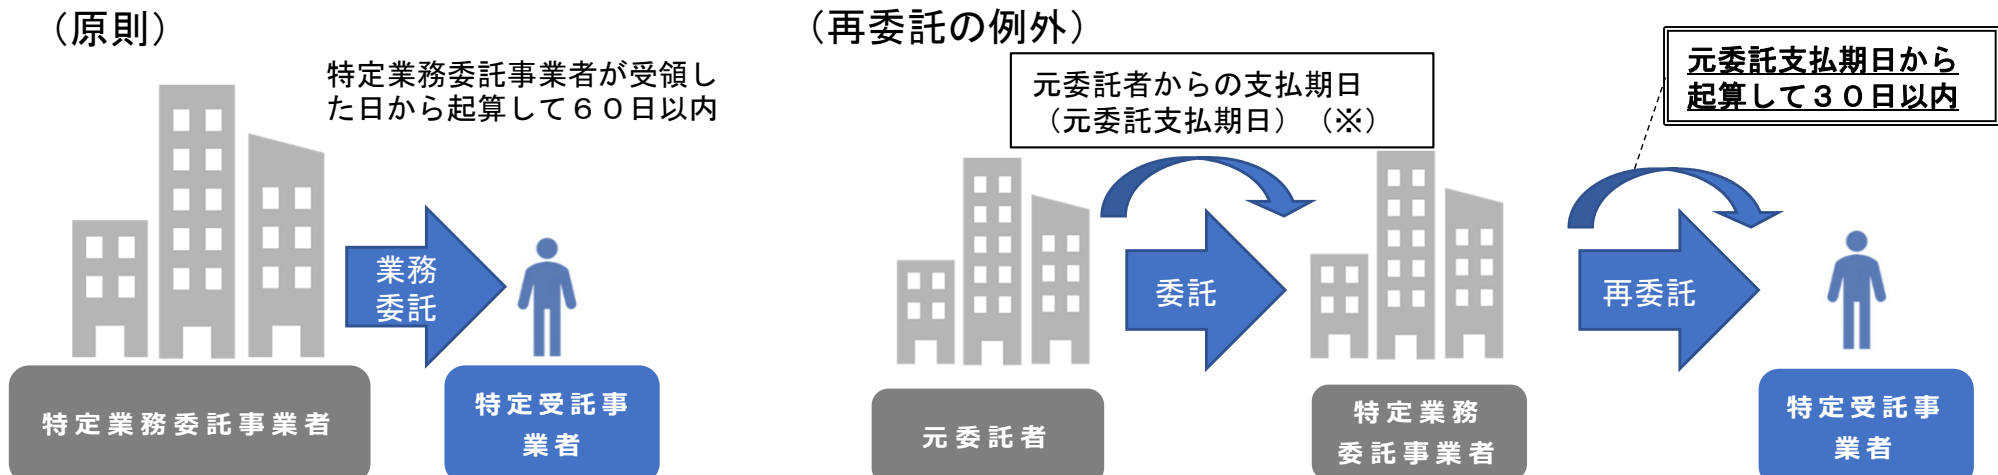 （原則）
特定業務委託事業者が受領し
た日から起算して６０日以内
業務
委託
特定業務委託事業者
特定受託事
業者
（再委託の例外）
元委託者からの支払期日
（元委託支払期日）（※）
元委託支払期日から
起算して３０日以内
委託
再委託
元委託者
特定業務
委託事業者
特定受託事
業者